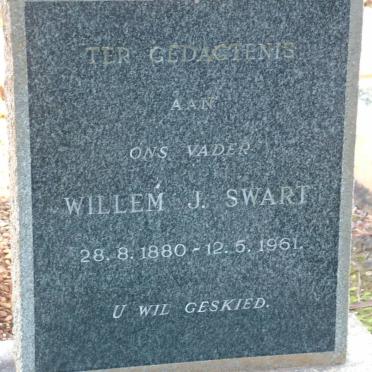 TER GEDAGTENIS
AAN
ONS VADER
WILLEM J. SWART
28. 8. 1880 - 12. 5. 1961.
U WIL GESKIED.